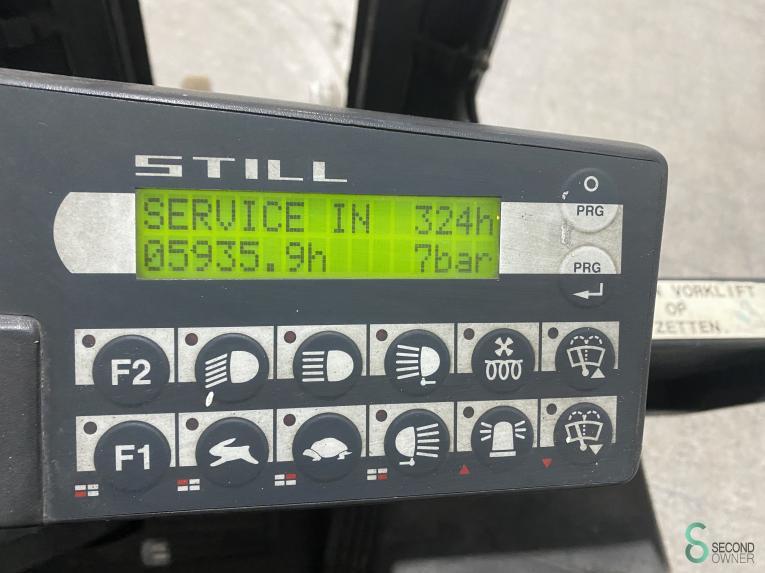 STILL
SERVICE IN 324h
05935.9h 7bar
PRG
PRG
VORKLIFT
OP
ZETTEN.
F2
F1
SECOND
OWNER